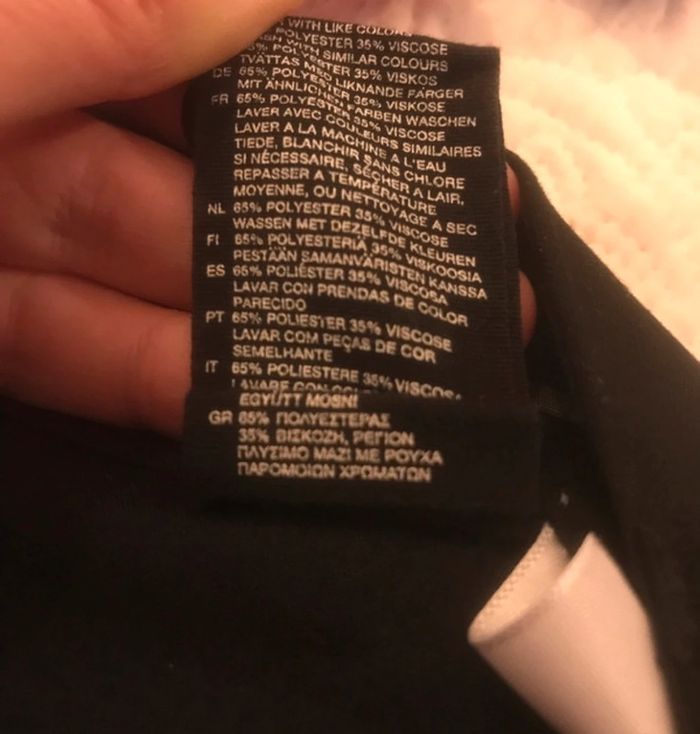 WITH LIKE COLORS
POLYESTER 35% VISCOSE
WITH SIMILAR COLOURS
35% VISKOS
TVÄTTAS MED LIKNANDE FÄRGER
DE 65% POLYESTER 35% VISKOSE
MIT ÄHNLICHEN FARBEN WASCHEN
FR 65% POLYESTER 35% VISCOSE
LAVER AVEC COULEURS SIMILAIRES
LAVER A LA MACHINE A L'EAU
TIEDE, BLANCHIR SANS CHLORE
SI NÉCESSAIRE, SÉCHER A L'AIR,
REPASSER A TEMPÉRATURE
MOYENNE, OU NETTOYAGE A SEC
NL 65% POLYESTER 35% VISCOSE
WASSEN MET DEZELFDE KLEUREN
FI 65% POLYESTERIÄ 35% VISKOOSIA
PESTÄÄN SAMANVÄRISTEN KANSSA
ES 65% POLIÉSTER 35% VISCOSA
LAVAR CON PRENDAS DE COLOR
PARECIDO
PT 65% POLIESTER 35% VISCOSE
LAVAR COM PEÇAS DE COR
SEMELHANTE
IT 65% POLIESTERE 35% VISCOSA
LAVARE CON
EGYÜTT MOSNI
GR 65% ΠΟΛΥΕΣΤΕΡΑΣ
35% ΒΙΣΚΟΖΗ, ΡΕΓΙΟΝ
ΠΛΥΣΙΜΟ ΜΑΖΙ ΜΕ ΡΟΥΧΑ
ΠΑΡΟΜΟΙΩΝ ΧΡΩΜΑΤΩΝ